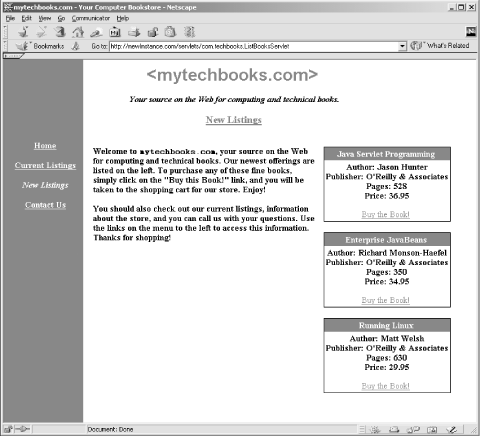 mytechbooks.com - Your Computer Bookstore - Netscape
File Edit View Go Communicator Help
Bookmarks Go to: http://newInstance.com/servlets/com.techbooks.ListBooksServlet What's Related
<mytechbooks.com>
Your source on the Web for computing and technical books.
New Listings
Home
Current Listings
New Listings
Contact Us
Welcome to mytechbooks.com, your source on the Web
for computing and technical books. Our newest offerings are
listed on the left. To purchase any of these fine books,
simply click on the "Buy this Book!" link, and you will be
taken to the shopping cart for our store. Enjoy!
You should also check out our current listings, information
about the store, and you can call us with your questions. Use
the links on the menu to the left to access this information.
Thanks for shopping!
Java Servlet Programming
Author: Jason Hunter
Publisher: O'Reilly & Associates
Pages: 528
Price: 36.95
Buy the Book!
Enterprise JavaBeans
Author: Richard Monson-Haefel
Publisher: O'Reilly & Associates
Pages: 350
Price: 34.95
Buy the Book!
Running Linux
Author: Matt Welsh
Publisher: O'Reilly & Associates
Pages: 630
Price: 29.95
Buy the Book!
Document: Done